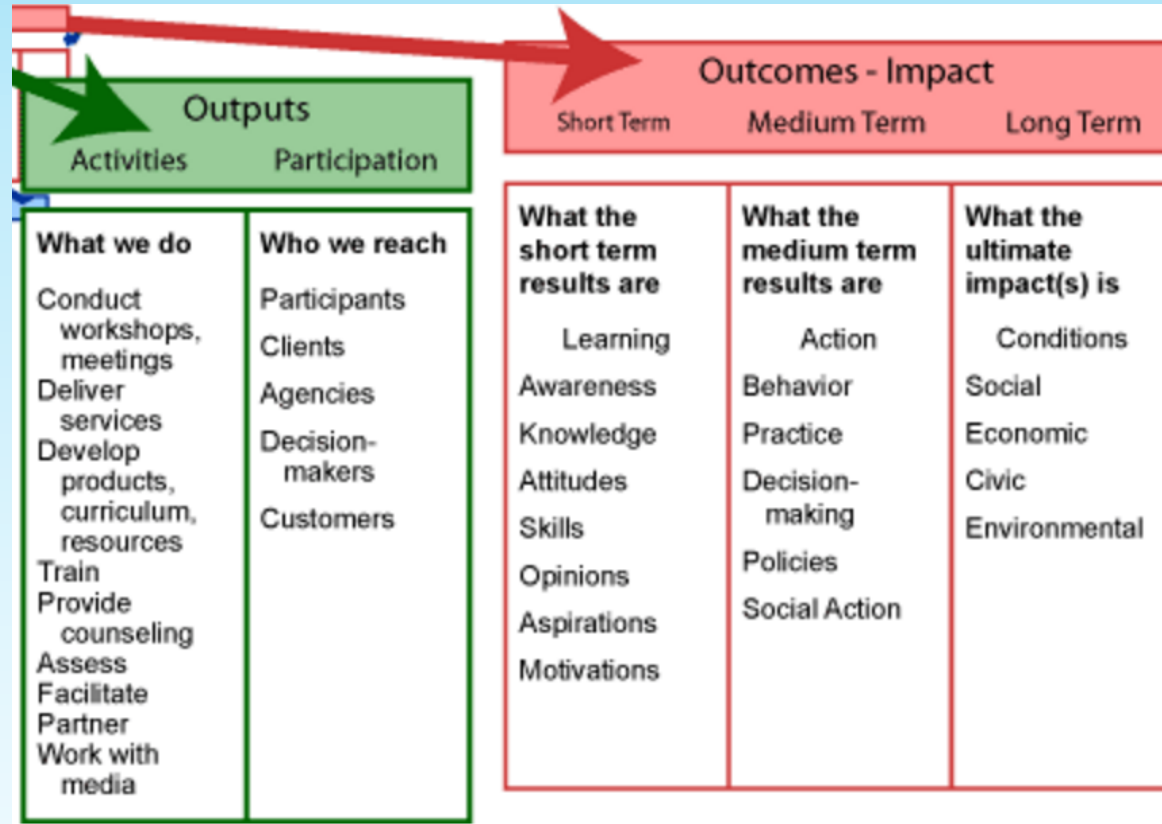 Outputs
Activities Participation
What we do
Conduct
workshops,
meetings
Deliver
services
Develop
products,
curriculum,
resources
Train
Provide
counseling
Assess
Facilitate
Partner
Work with
media
Who we reach
Participants
Clients
Agencies
Decision-
makers
Customers
Outcomes - Impact
Short Term Medium Term Long Term
What the
short term
results are
Learning
Awareness
Knowledge
Attitudes
Skills
Opinions
Aspirations
Motivations
What the
medium term
results are
Action
Behavior
Practice
Decision-
making
Policies
Social Action
What the
ultimate
impact(s) is
Conditions
Social
Economic
Civic
Environmental